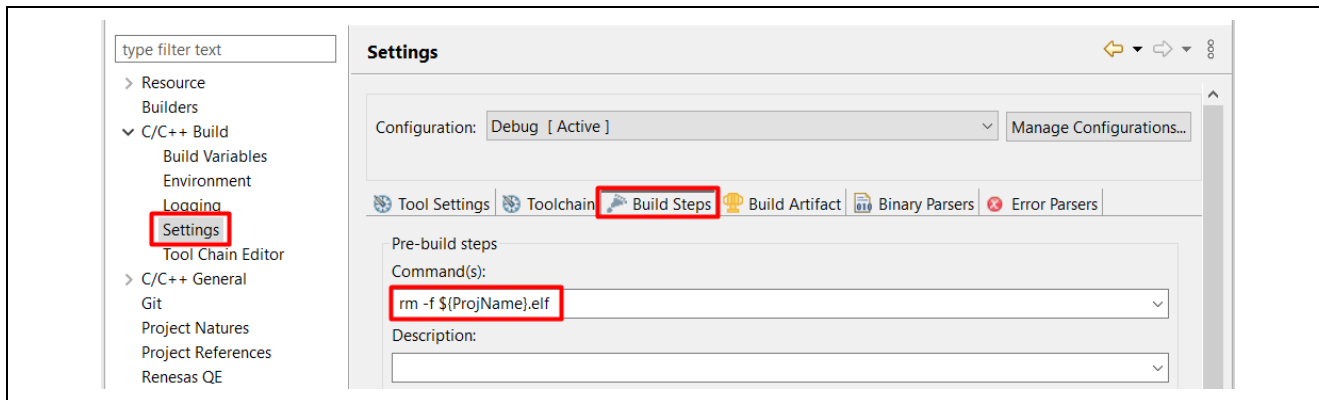 type filter text
Resource
Builders
C/C++ Build
Build Variables
Environment
Logging
Settings
Tool Chain Editor
C/C++ General
Git
Project Natures
Project References
Renesas QE
Settings
Configuration: Debug [ Active ]
Manage Configurations...
Tool Settings Toolchain Build Steps Build Artifact Binary Parsers Error Parsers
Pre-build steps
Command(s):
rm -f ${ProjName}.elf
Description: